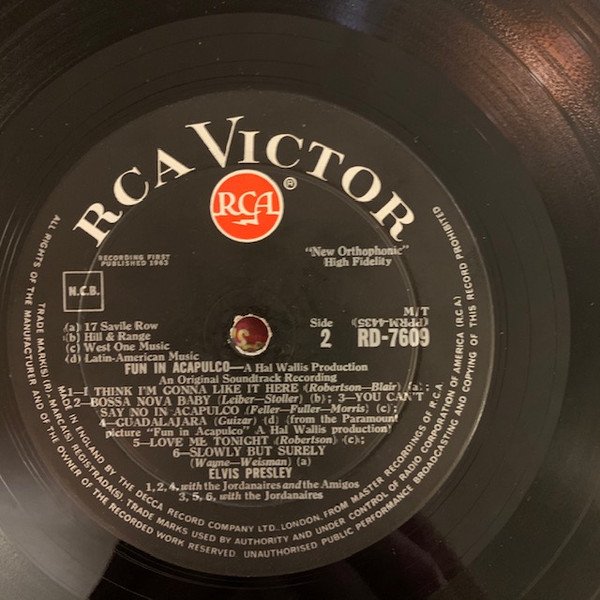 RCA VICTOR
RCA
®
RECORDING FIRST
PUBLISHED 1963
"New Orthophonic"
High Fidelity
N.C.B.
M/T
(PPRM-4435)
(a) 17 Savile Row
(b) Hill & Range
(c) West One Music
(d) Latin-American Music
Side
2
RD-7609
FUN IN ACAPULCO—A Hal Wallis Production
An Original Soundtrack Recording
1—I THINK I'M GONNA LIKE IT HERE (Robertson-Blair) (a);
2—BOSSA NOVA BABY (Leiber-Stoller) (b); 3—YOU CAN'T
SAY NO IN ACAPULCO (Feller-Fuller-Morris) (c);
4—GUADALAJARA (Guizar) (d) (from the Paramount
picture "Fun in Acapulco" A Hal Wallis production)
5—LOVE ME TONIGHT (Robertson) (c);
6—SLOWLY BUT SURELY
(Wayne-Weisman) (a)
ELVIS PRESLEY
1, 2, 4, with the Jordanaires and the Amigos
3, 5, 6, with the Jordanaires
TRADE MARK(S) (R)-MARCA(S) REGISTRADA(S). TRADE MARKS USED BY AUTHORITY AND UNDER CONTROL OF RADIO CORPORATION OF AMERICA (R.C.A.)
MADE IN ENGLAND BY THE DECCA RECORD COMPANY LTD., LONDON, FROM MASTER RECORDINGS OF R.C.A.
ALL RIGHTS OF THE MANUFACTURER AND OF THE OWNER OF THE RECORDED WORK RESERVED. UNAUTHORISED PUBLIC PERFORMANCE BROADCASTING AND COPYING OF THIS RECORD PROHIBITED